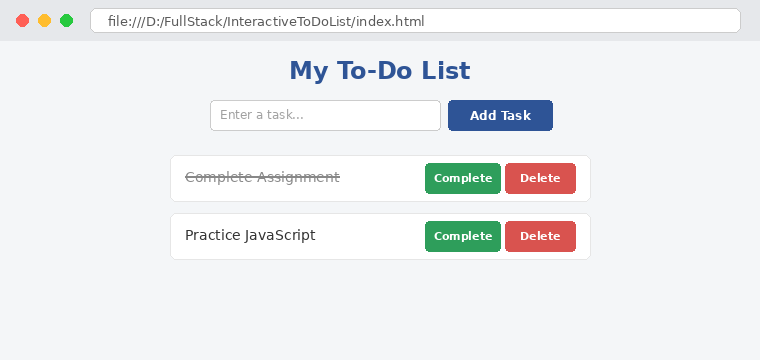 file:///D:/FullStack/InteractiveToDoList/index.html
My To-Do List
Enter a task... Add Task
Complete Assignment Complete Delete
Practice JavaScript Complete Delete